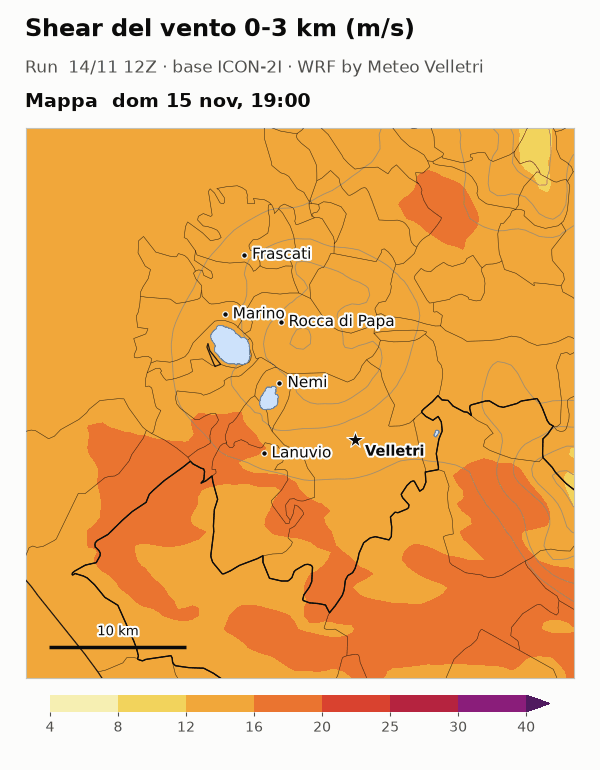 Shear del vento 0-3 km (m/s)
Run  14/11 12Z · base ICON-2I · WRF by Meteo Velletri
Mappa  dom 15 nov, 19:00
Frascati
Marino
Rocca di Papa
Nemi
Velletri
Lanuvio
10 km
4 8 12 16 20 25 30 40